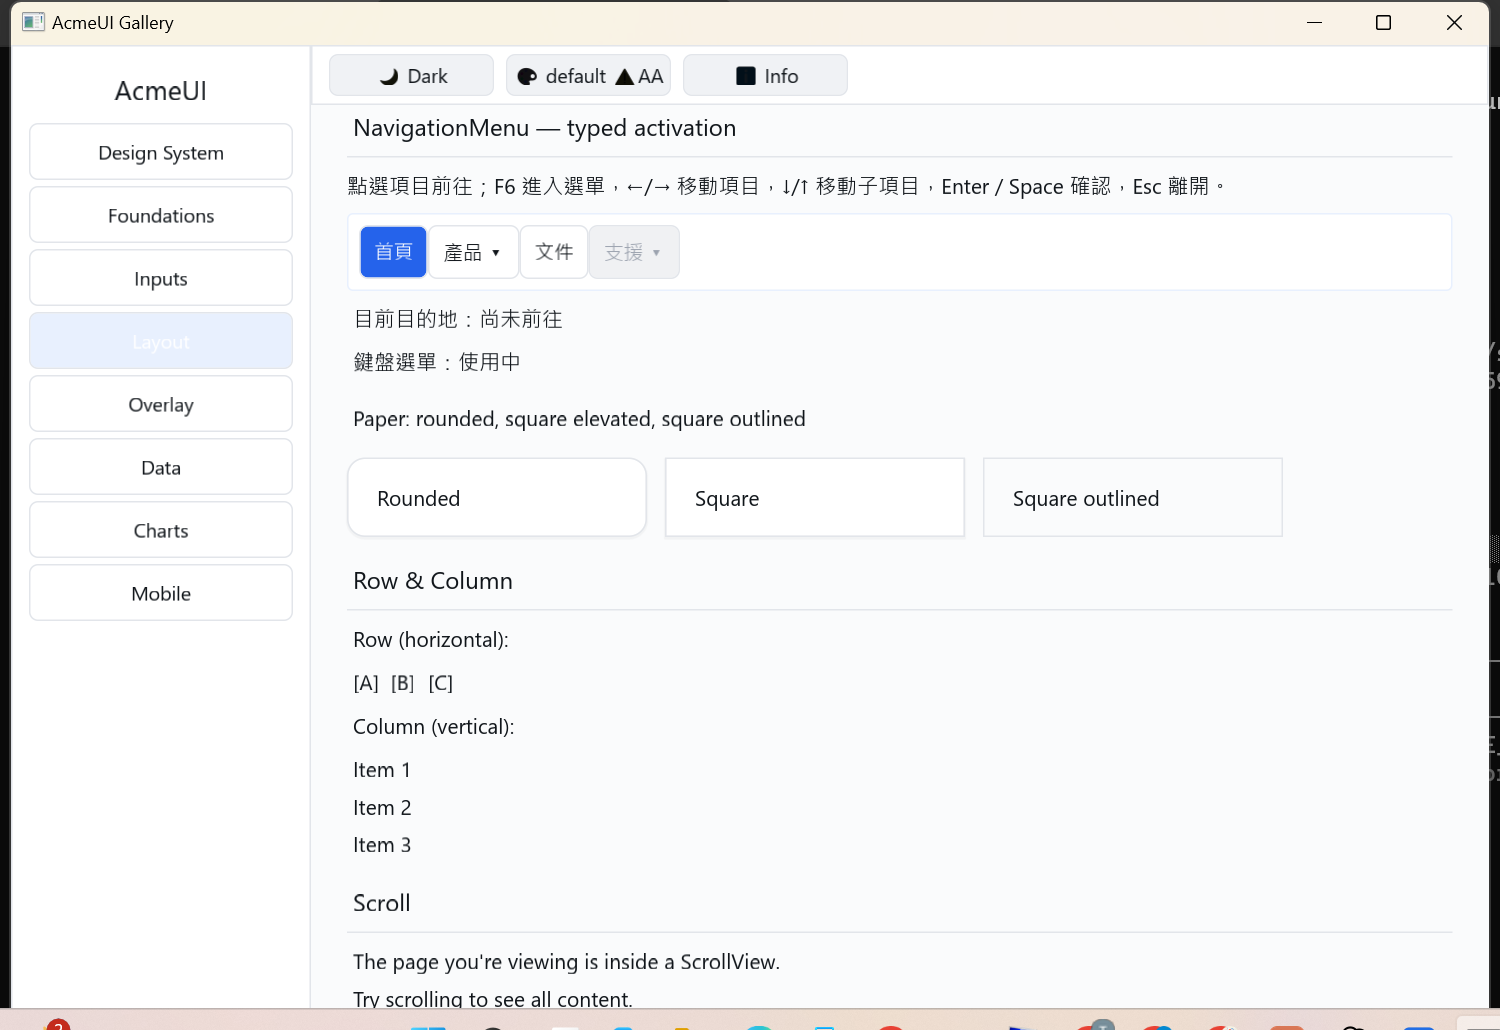 AcmeUI Gallery
AcmeUI
Design System
Foundations
Inputs
Layout
Overlay
Data
Charts
Mobile
Dark
default ▲ AA
Info
NavigationMenu — typed activation
點選項目前往；F6 進入選單，←/→ 移動項目，↓/↑ 移動子項目，Enter / Space 確認，Esc 離開。
首頁
產品 ▾
文件
支援 ▾
目前目的地：尚未前往
鍵盤選單：使用中
Paper: rounded, square elevated, square outlined
Rounded
Square
Square outlined
Row & Column
Row (horizontal):
[A] [B] [C]
Column (vertical):
Item 1
Item 2
Item 3
Scroll
The page you're viewing is inside a ScrollView.
Try scrolling to see all content.
2